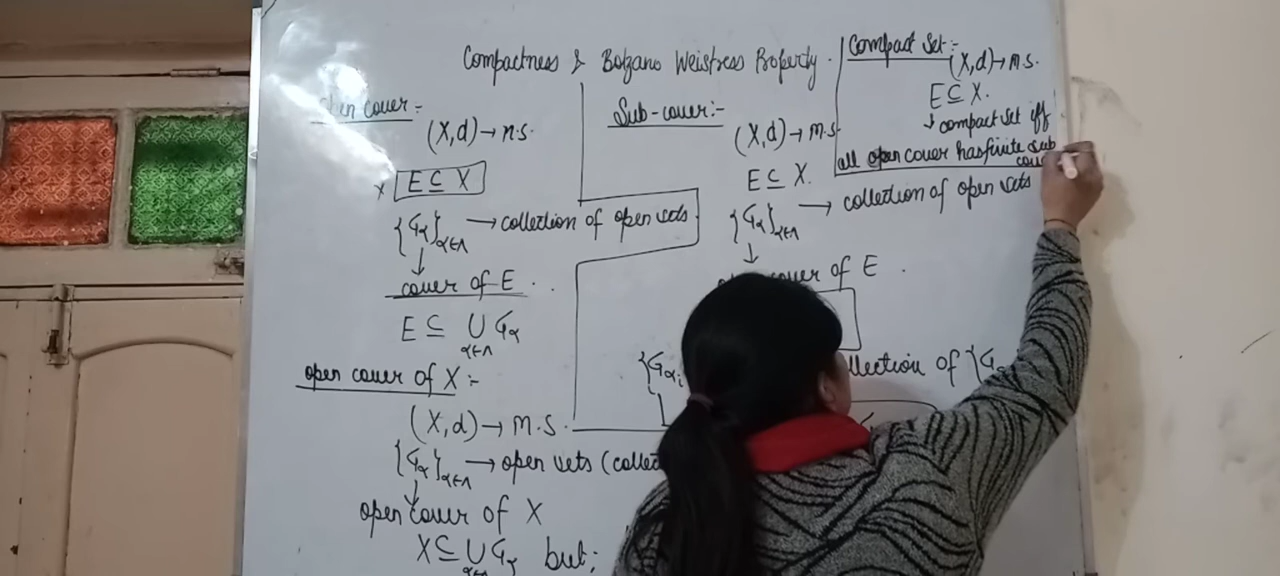 Compactness & Bolzano Weistress Property.
open cover :-
(X,d) → m.s.
E ⊆ X
{Gα}α∈Λ → collection of open sets
↓
cover of E
E ⊆ ∪ Gα
α∈Λ
open cover of X :-
(X,d) → m.s.
{Gα}α∈Λ → open sets (collec
↓
open cover of X
X ⊆ ∪ Gα but;
α∈Λ
Sub-cover :-
(X,d) → m.s.
E ⊆ X.
{Gα}α∈Λ → collection of open sets
↓
cover of E.
{Gαi
llection of {Gα
Compact Set :-
(X,d) → m.s.
E ⊆ X.
↓ compact set iff
all open cover has finite sub